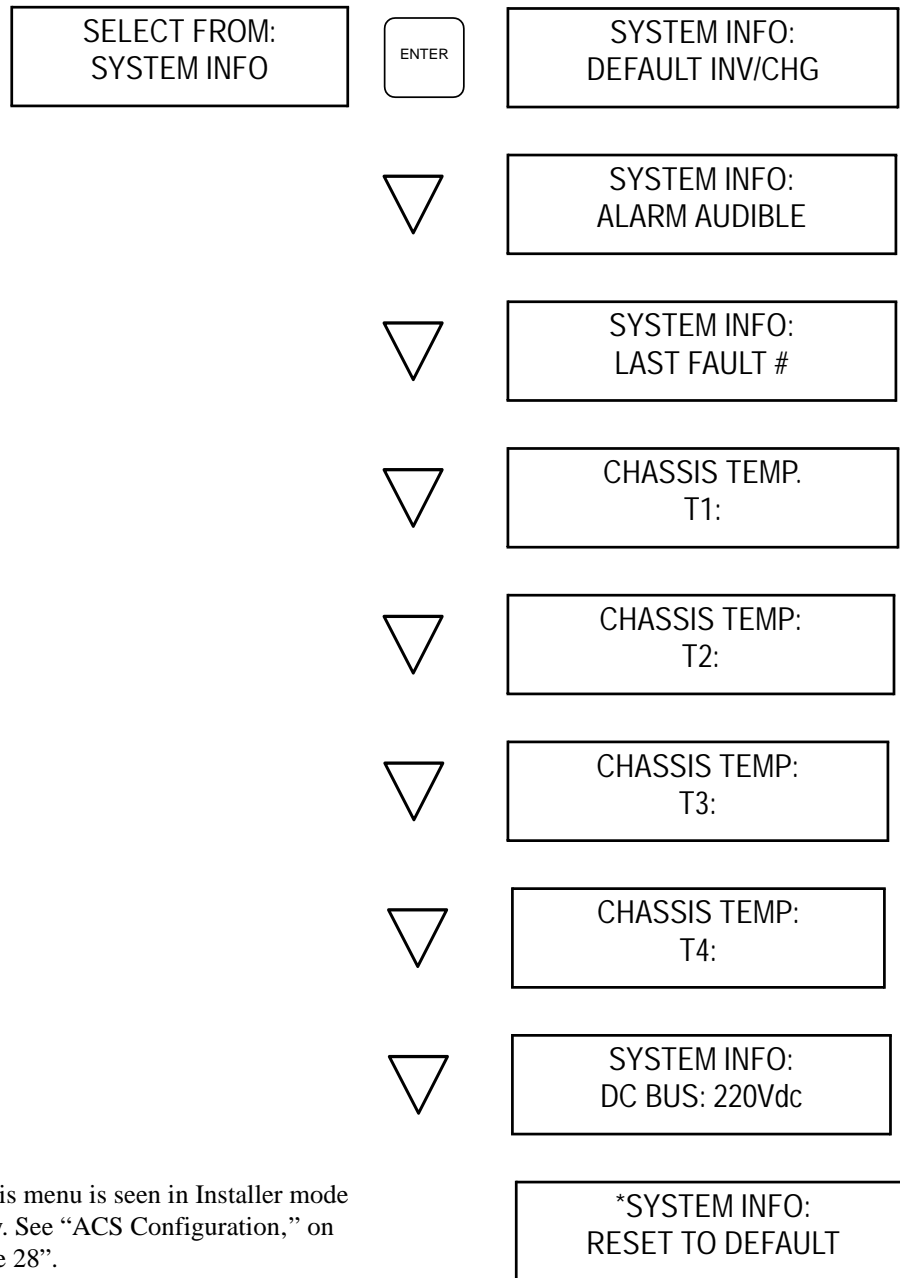 SELECT FROM:
SYSTEM INFO
ENTER
SYSTEM INFO:
DEFAULT INV/CHG
SYSTEM INFO:
ALARM AUDIBLE
SYSTEM INFO:
LAST FAULT #
CHASSIS TEMP.
T1:
CHASSIS TEMP:
T2:
CHASSIS TEMP:
T3:
CHASSIS TEMP:
T4:
SYSTEM INFO:
DC BUS: 220Vdc
menu is seen in Installer mode
See “ACS Configuration,” on
28”.
*SYSTEM INFO:
RESET TO DEFAULT